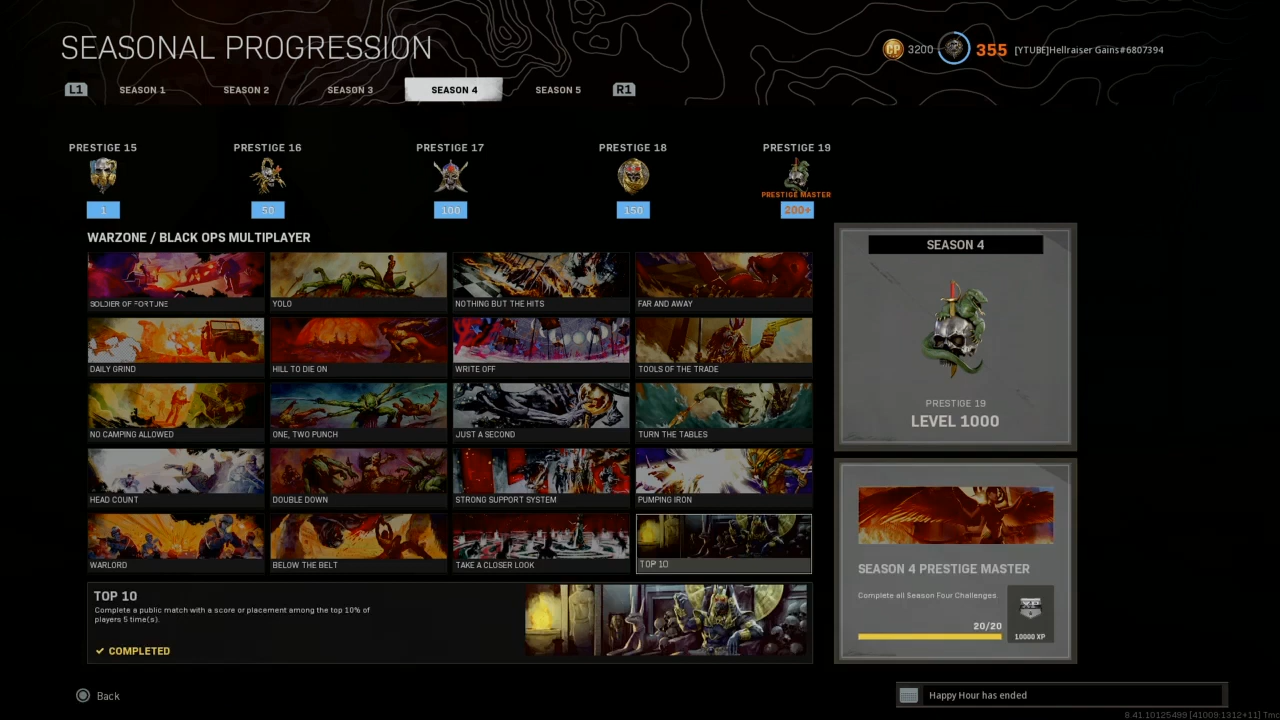 SEASONAL PROGRESSION
CP 3200 355 [YTUBE]Hellraiser Gains#6807394
L1 SEASON 1 SEASON 2 SEASON 3 SEASON 4 SEASON 5 R1
PRESTIGE 15 PRESTIGE 16 PRESTIGE 17 PRESTIGE 18 PRESTIGE 19
PRESTIGE MASTER
1 50 100 150 200+
WARZONE / BLACK OPS MULTIPLAYER
SOLDIER OF FORTUNE YOLO NOTHING BUT THE HITS FAR AND AWAY
DAILY GRIND HILL TO DIE ON WRITE OFF TOOLS OF THE TRADE
NO CAMPING ALLOWED ONE, TWO PUNCH JUST A SECOND TURN THE TABLES
HEAD COUNT DOUBLE DOWN STRONG SUPPORT SYSTEM PUMPING IRON
WARLORD BELOW THE BELT TAKE A CLOSER LOOK TOP 10
TOP 10
Complete a public match with a score or placement among the top 10% of
players 5 time(s).
COMPLETED
SEASON 4
PRESTIGE 19
LEVEL 1000
SEASON 4 PRESTIGE MASTER
Complete all Season Four Challenges.
20/20
10000 XP
Back
Happy Hour has ended